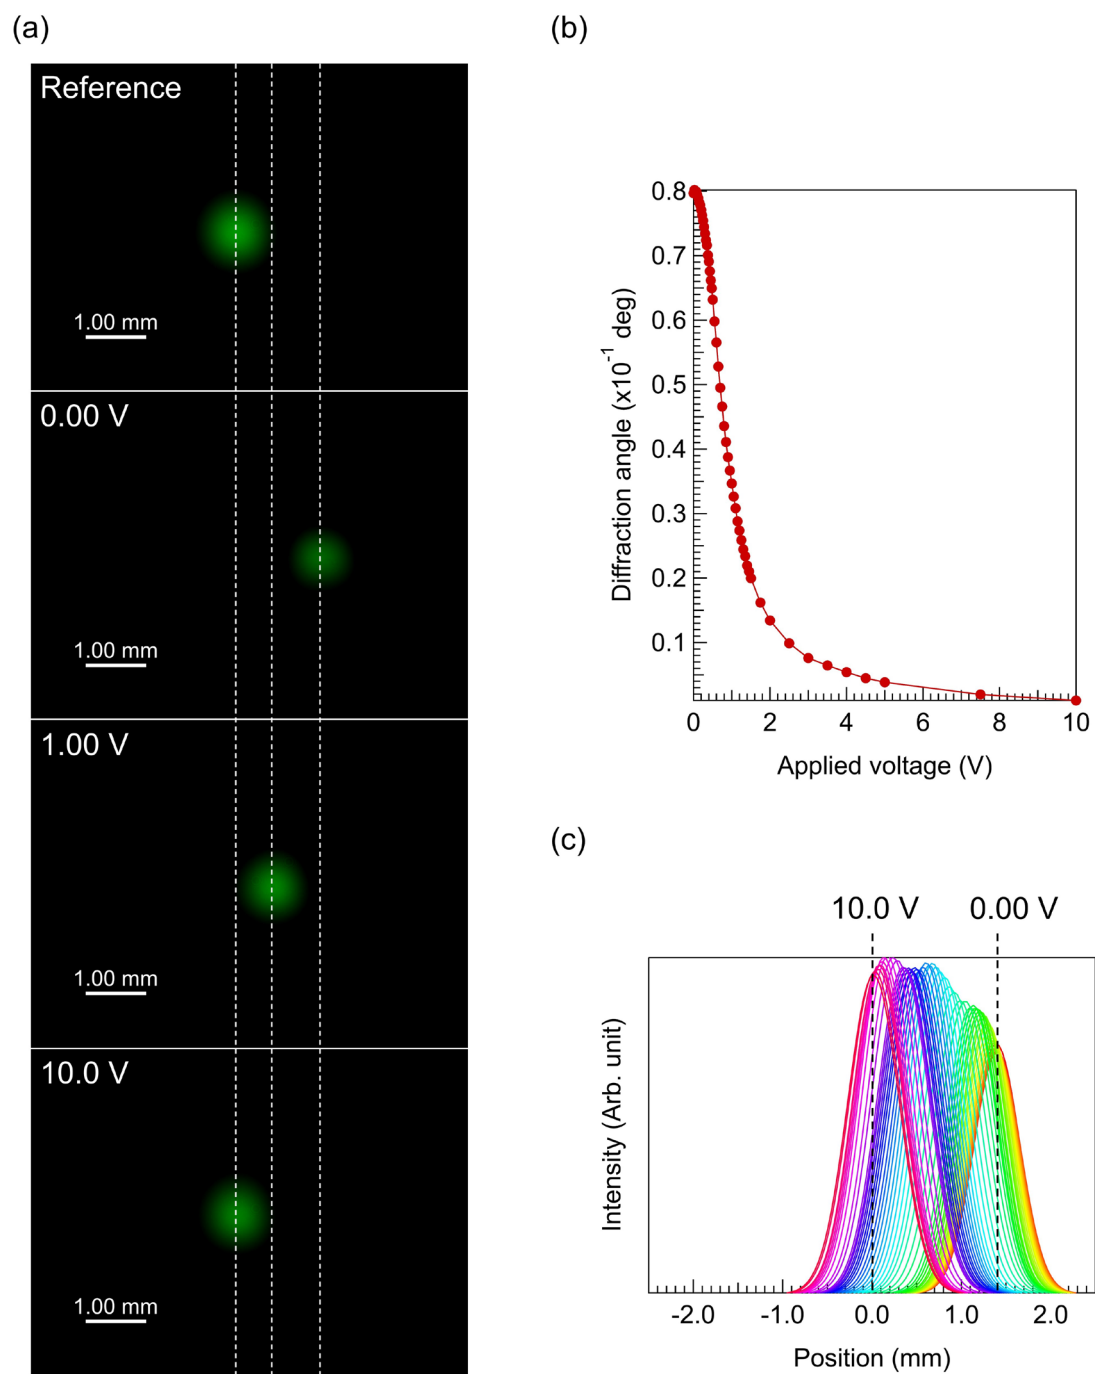 (a)
Reference
1.00 mm
0.00 V
1.00 mm
1.00 V
1.00 mm
10.0 V
1.00 mm
(b)
Diffraction angle (x10⁻¹ deg)
0.8
0.7
0.6
0.5
0.4
0.3
0.2
0.1
0 2 4 6 8 10
Applied voltage (V)
(c)
10.0 V 0.00 V
Intensity (Arb. unit)
-2.0 -1.0 0.0 1.0 2.0
Position (mm)